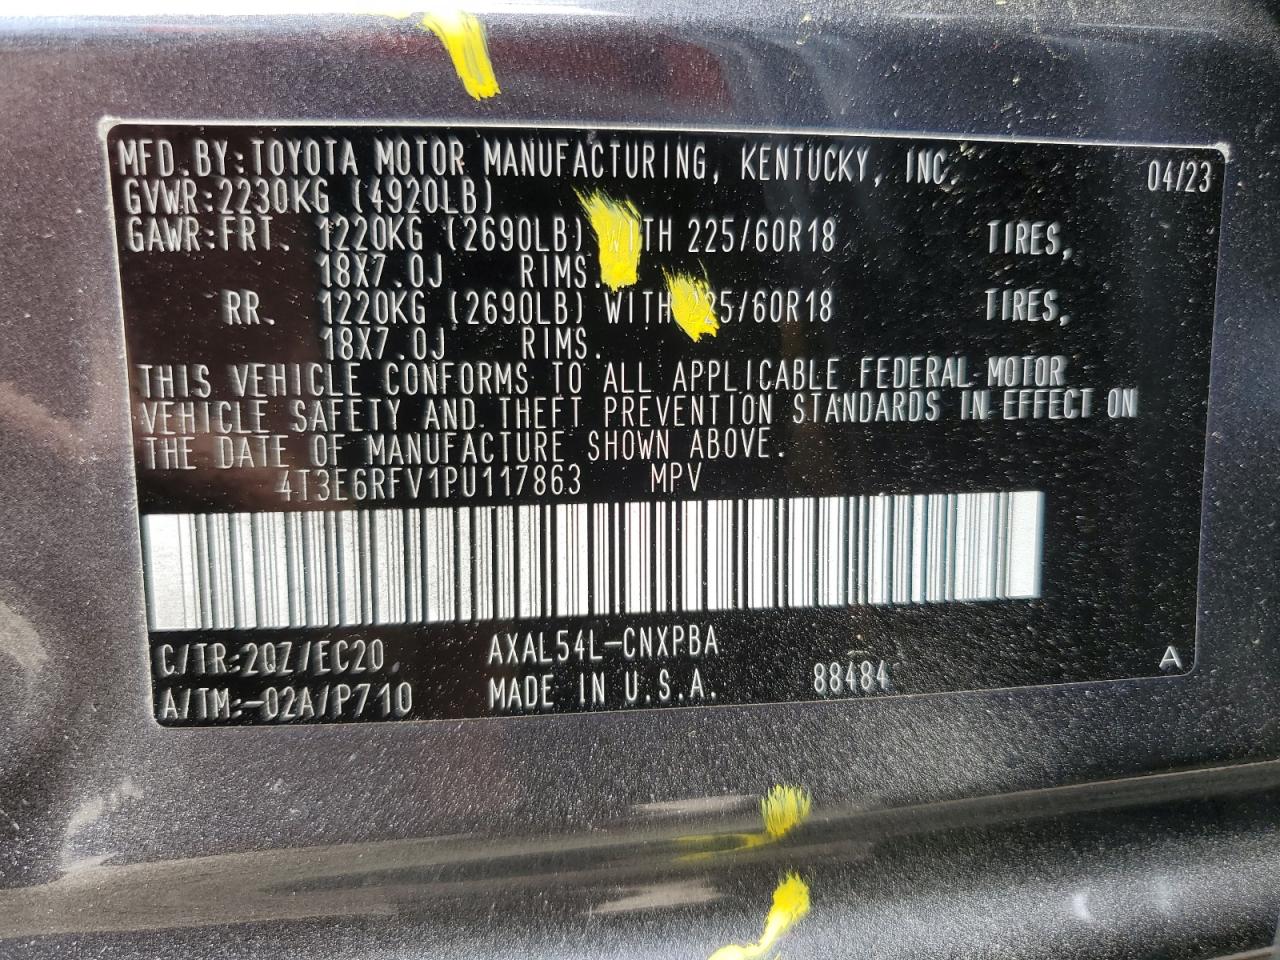 MFD.BY:TOYOTA MOTOR MANUFACTURING, KENTUCKY, INC. 04/23
GVWR:2230KG (4920LB)
GAWR:FRT. 1220KG (2690LB) WITH 225/60R18 TIRES,
18X7.0J RIMS.
RR. 1220KG (2690LB) WITH 225/60R18 TIRES,
18X7.0J RIMS.
THIS VEHICLE CONFORMS TO ALL APPLICABLE FEDERAL MOTOR
VEHICLE SAFETY AND THEFT PREVENTION STANDARDS IN EFFECT ON
THE DATE OF MANUFACTURE SHOWN ABOVE.
4T3E6RFV1PU117863 MPV
C/TR:2QZ/EC20 AXAL54L-CNXPBA A
A/TM:-02A/P710 MADE IN U.S.A. 88484